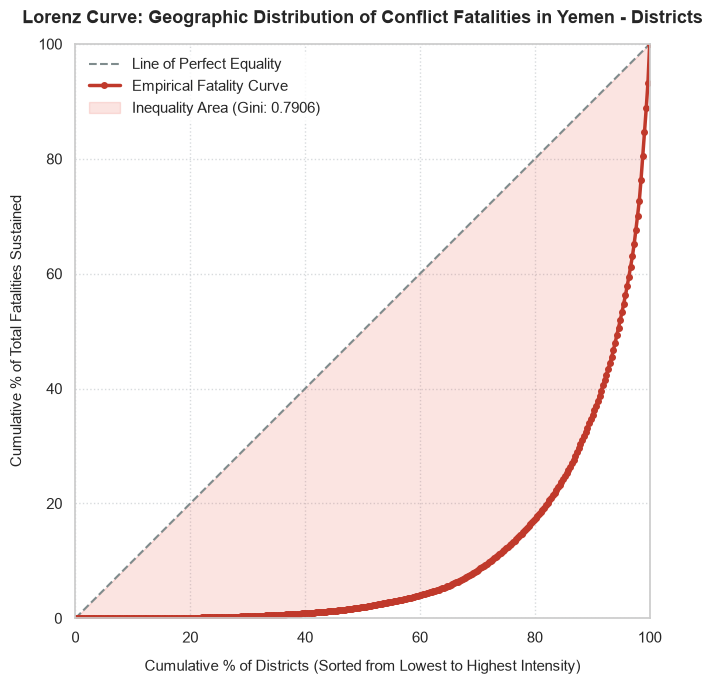 Lorenz Curve: Geographic Distribution of Conflict Fatalities in Yemen - Districts
Line of Perfect Equality
Empirical Fatality Curve
Inequality Area (Gini: 0.7906)
Cumulative % of Total Fatalities Sustained
100
80
60
40
20
0
0 20 40 60 80 100
Cumulative % of Districts (Sorted from Lowest to Highest Intensity)